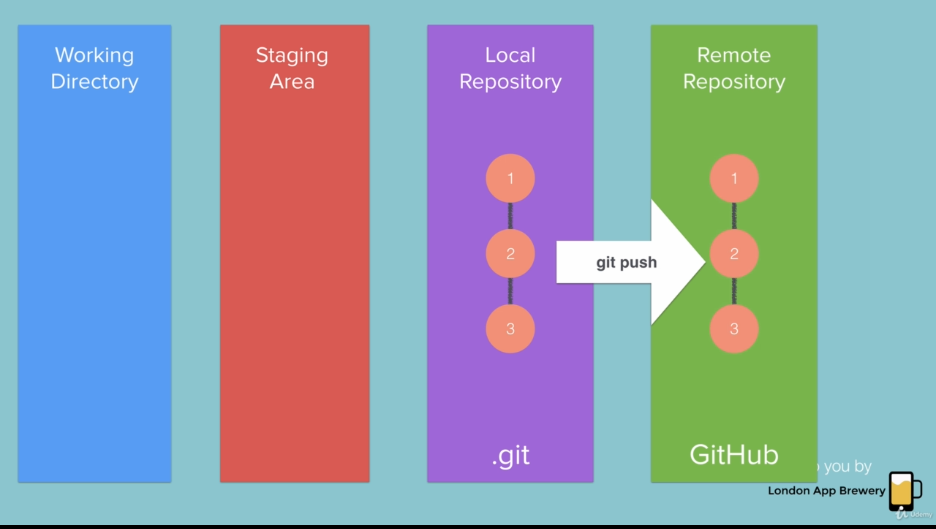 Working
Directory
Staging
Area
Local
Repository
Remote
Repository
1
2
3
git push
1
2
3
.git
GitHub
you by
London App Brewery
Udemy